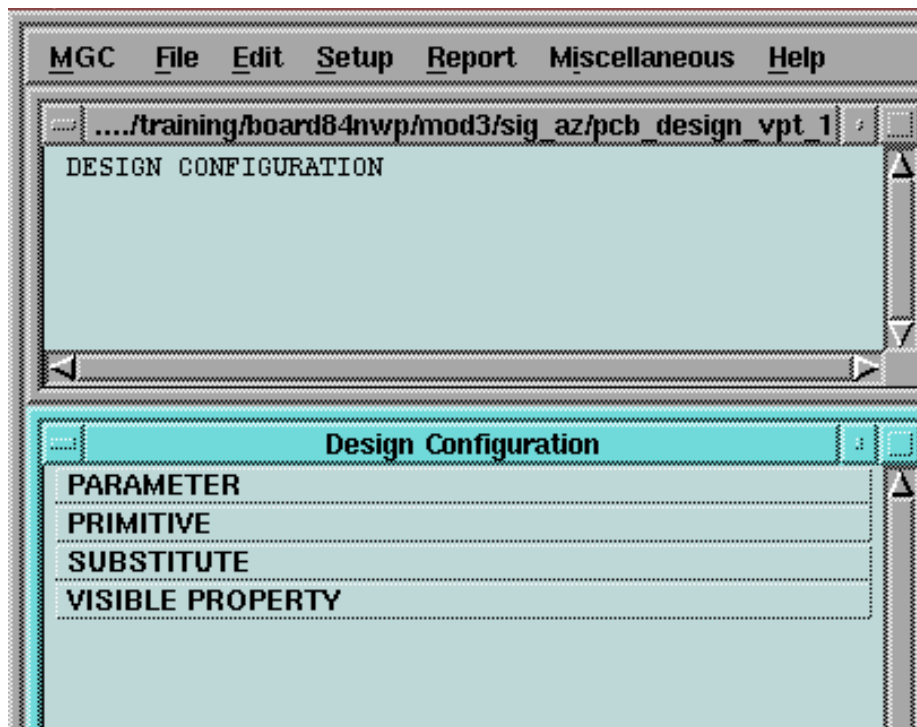 MGC File Edit Setup Report Miscellaneous Help
..../training/board84nwp/mod3/sig_az/pcb_design_vpt_1
DESIGN CONFIGURATION
Design Configuration
PARAMETER
PRIMITIVE
SUBSTITUTE
VISIBLE PROPERTY